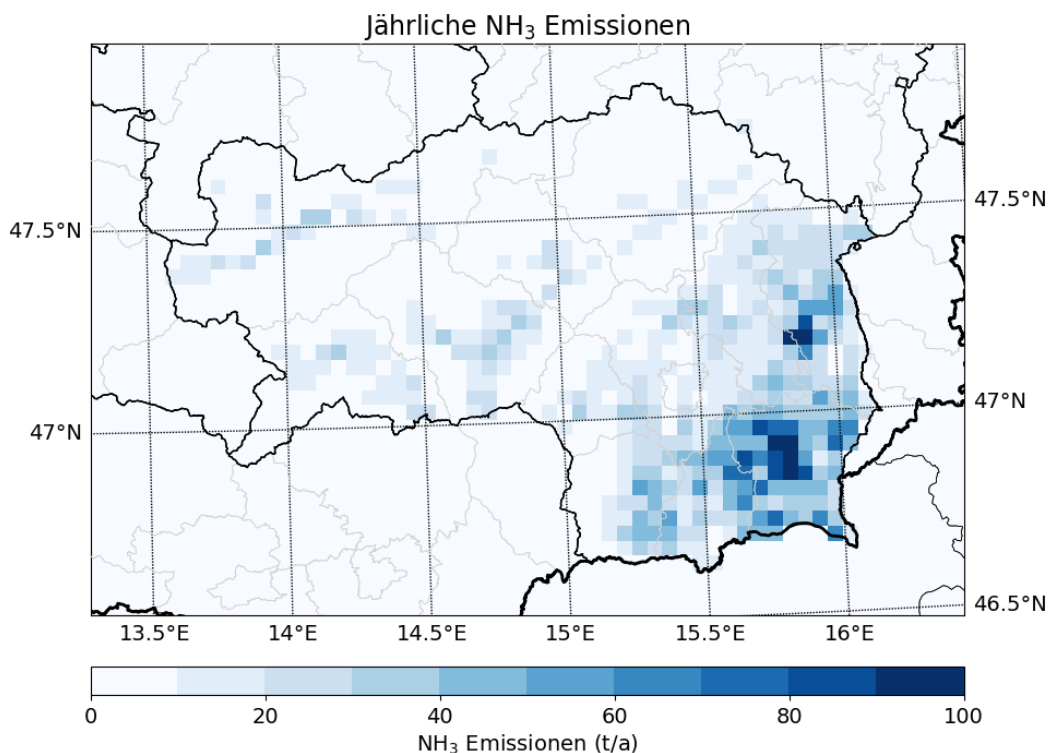 Jährliche NH₃ Emissionen
47.5°N
47°N
47.5°N
47°N
46.5°N
13.5°E 14°E 14.5°E 15°E 15.5°E 16°E
0 20 40 60 80 100
NH₃ Emissionen (t/a)